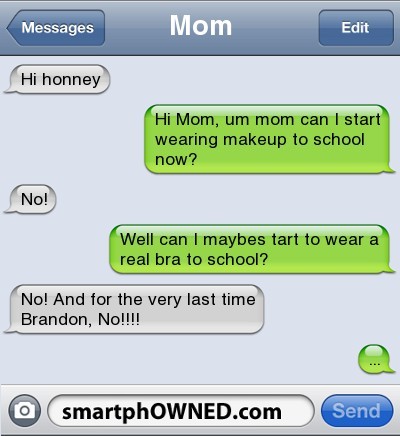 Messages
Mom
Edit
Hi honney
Hi Mom, um mom can I start
wearing makeup to school
now?
No!
Well can I maybes tart to wear a
real bra to school?
No! And for the very last time
Brandon, No!!!!
...
smartphOWNED.com
Send